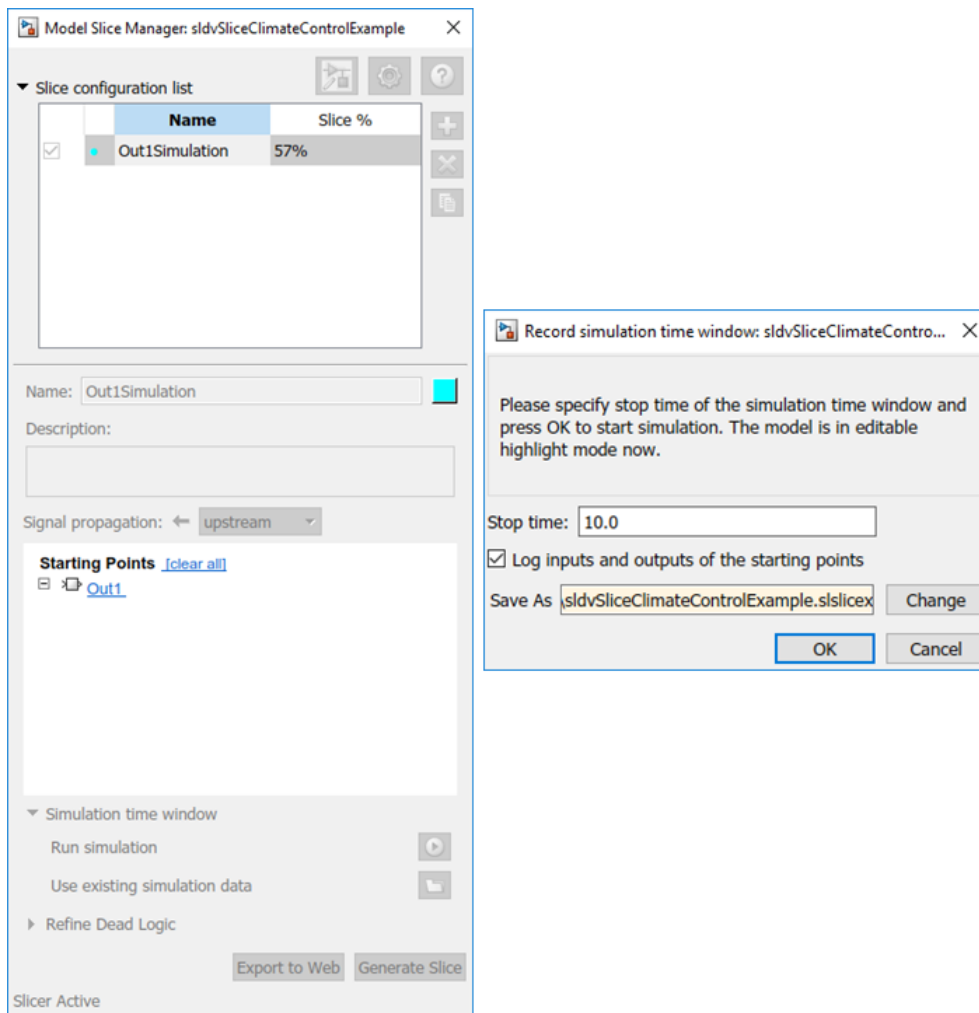 Model Slice Manager: sldvSliceClimateControlExample
Slice configuration list
Name Slice %
Out1Simulation 57%
Name: Out1Simulation
Description:
Signal propagation: upstream
Starting Points [clear all]
Out1
Simulation time window
Run simulation
Use existing simulation data
Refine Dead Logic
Export to Web Generate Slice
Slicer Active
Record simulation time window: sldvSliceClimateContro...
Please specify stop time of the simulation time window and
press OK to start simulation. The model is in editable
highlight mode now.
Stop time: 10.0
Log inputs and outputs of the starting points
Save As \sldvSliceClimateControlExample.slslicex Change
OK Cancel